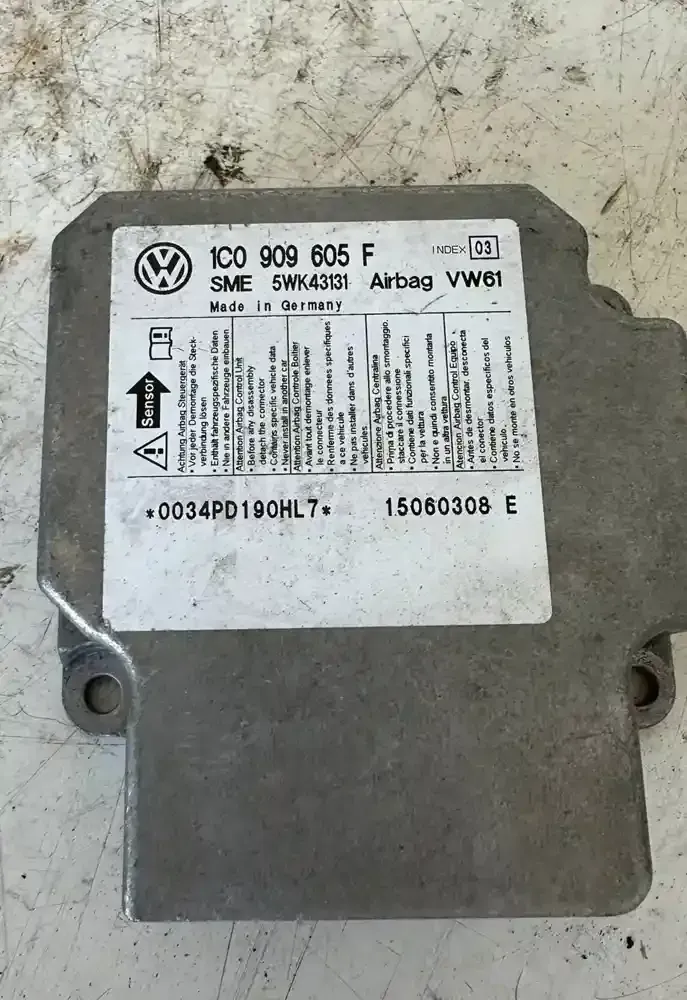 1C0 909 605 F
INDEX 03
SME 5WK43131 Airbag VW61
Made in Germany
Sensor
Achtung Airbag Steuergerät
• Vor jeder Demontage die Steck-
verbindung lösen
• Enthält fahrzeugspezifische Daten
• Nie in andere Fahrzeuge einbauen
Attention Airbag Control Unit
• Before any disassembly
detach the connector
• Contains specific vehicle data
• Never install in another car
Attention Airbag Controle Boitier
• Avant tout demontage enlever
le connecteur
• Renferme des donnees specifiques
a ce vehicule
• Ne pas installer dans d'autres
vehicules
Attenzione Airbag Centralina
• Prima di procedere allo smontaggio,
staccare il connessione
• Contiene dati funzionali specifici
per la vettura
• Non e quindi consentito montarla
in un altra vettura
Atencion Airbag Control Equipo
• Antes de desmontar, desconecta
el conector
• Contiene datos especificos del
vehiculo
• No se monte en otros vehiculos
*0034PD190HL7* 15060308 E